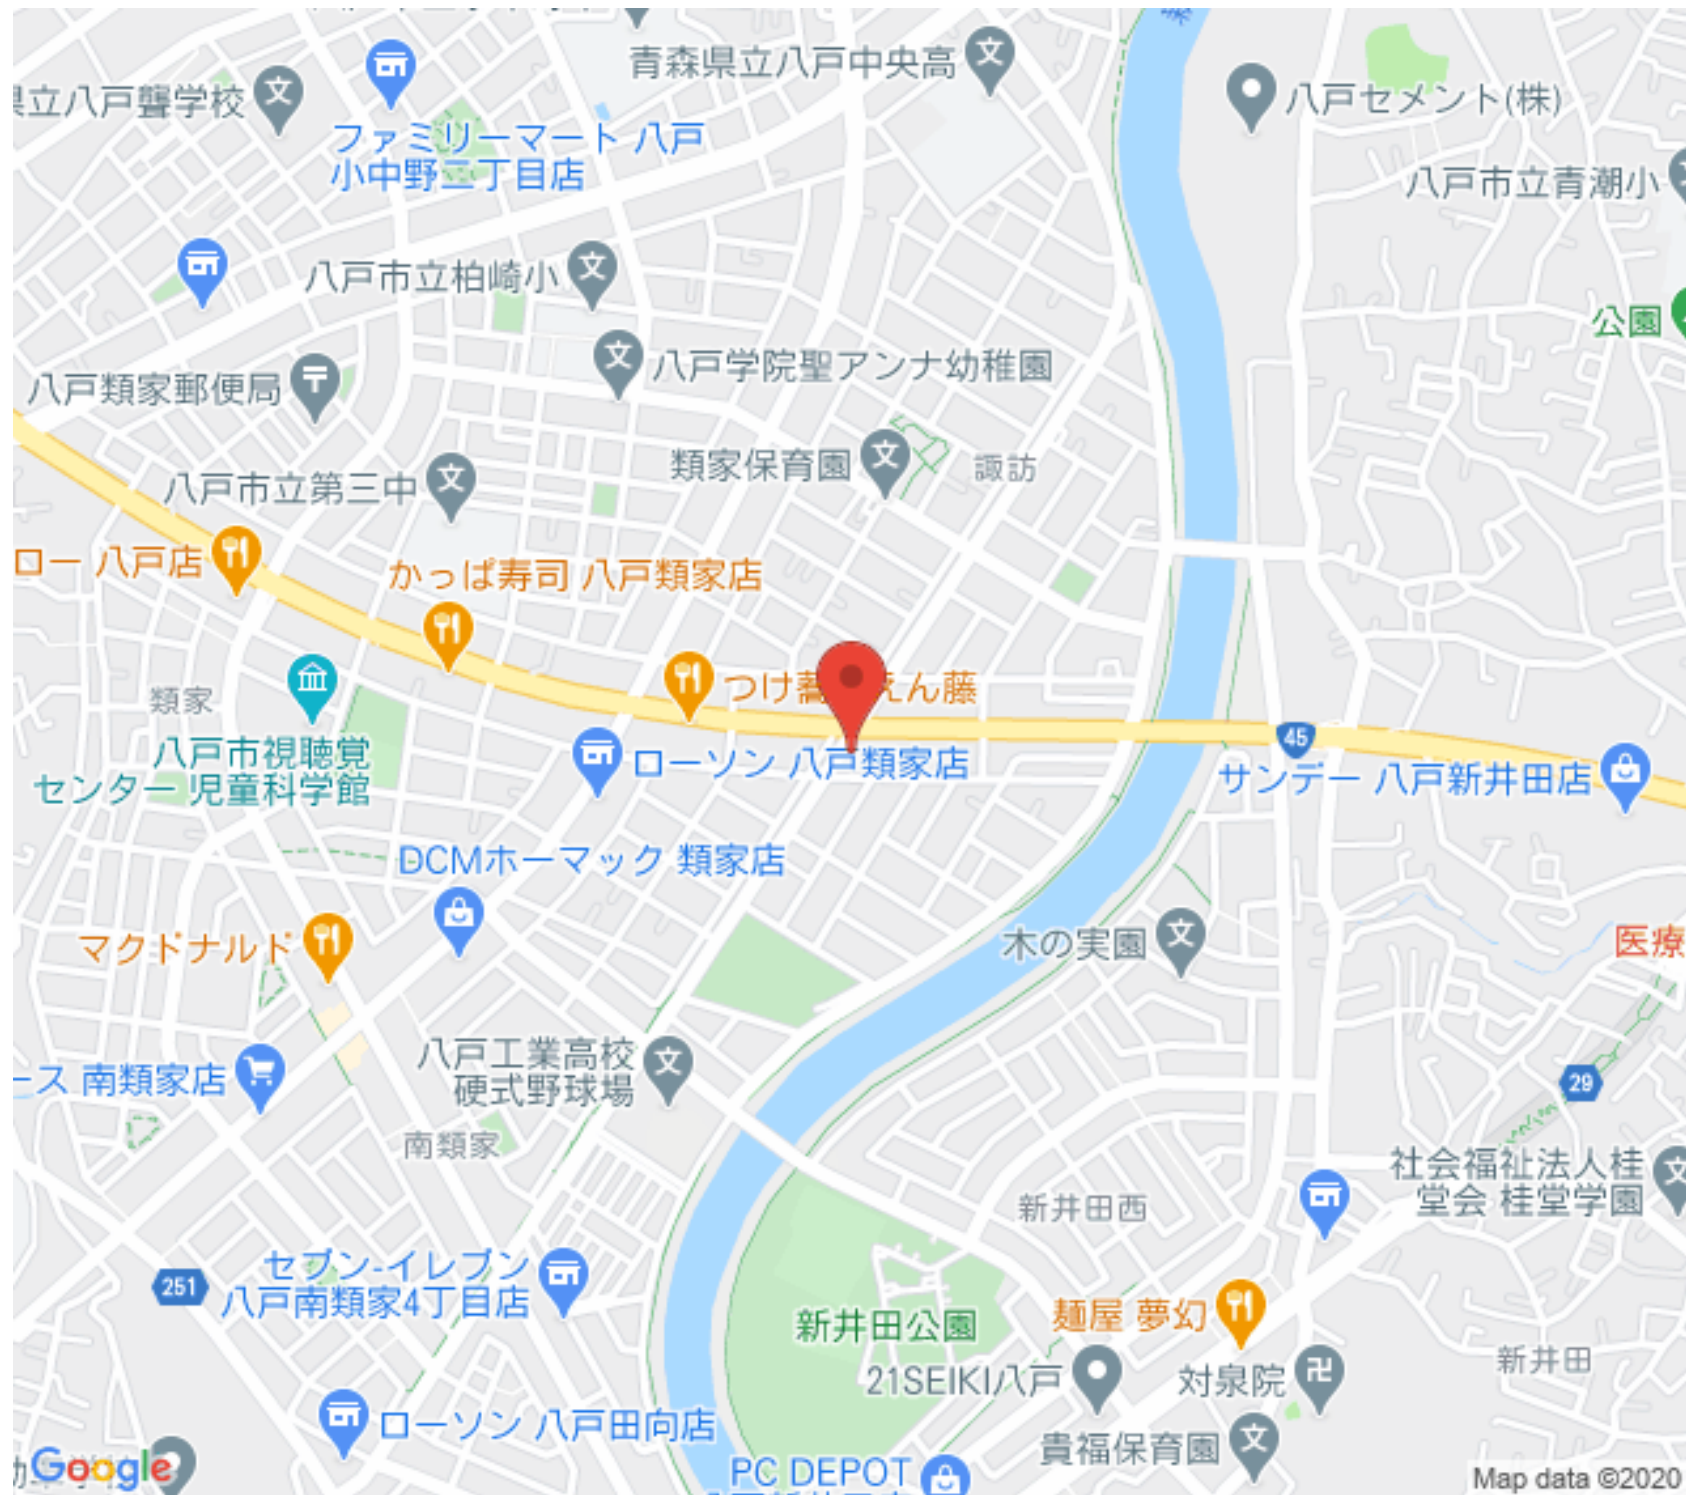 青森県立八戸中央高
県立八戸聾学校
八戸セメント(株)
ファミリーマート 八戸
小中野二丁目店
八戸市立青潮小
八戸市立柏崎小
公園
八戸学院聖アンナ幼稚園
八戸類家郵便局
類家保育園
諏訪
八戸市立第三中
ロー 八戸店
かっぱ寿司 八戸類家店
つけ蕎
えん藤
類家
45
八戸市視聴覚
センター 児童科学館
ローソン 八戸類家店
サンデー 八戸新井田店
DCMホーマック 類家店
マクドナルド
木の実園
医療
八戸工業高校
硬式野球場
ース 南類家店
29
南類家
社会福祉法人桂
堂会 桂堂学園
新井田西
セブン-イレブン
八戸南類家4丁目店
251
新井田公園
麺屋 夢幻
21SEIKI八戸
対泉院
新井田
ローソン 八戸田向店
貴福保育園
PC DEPOT
Google
Map data ©2020